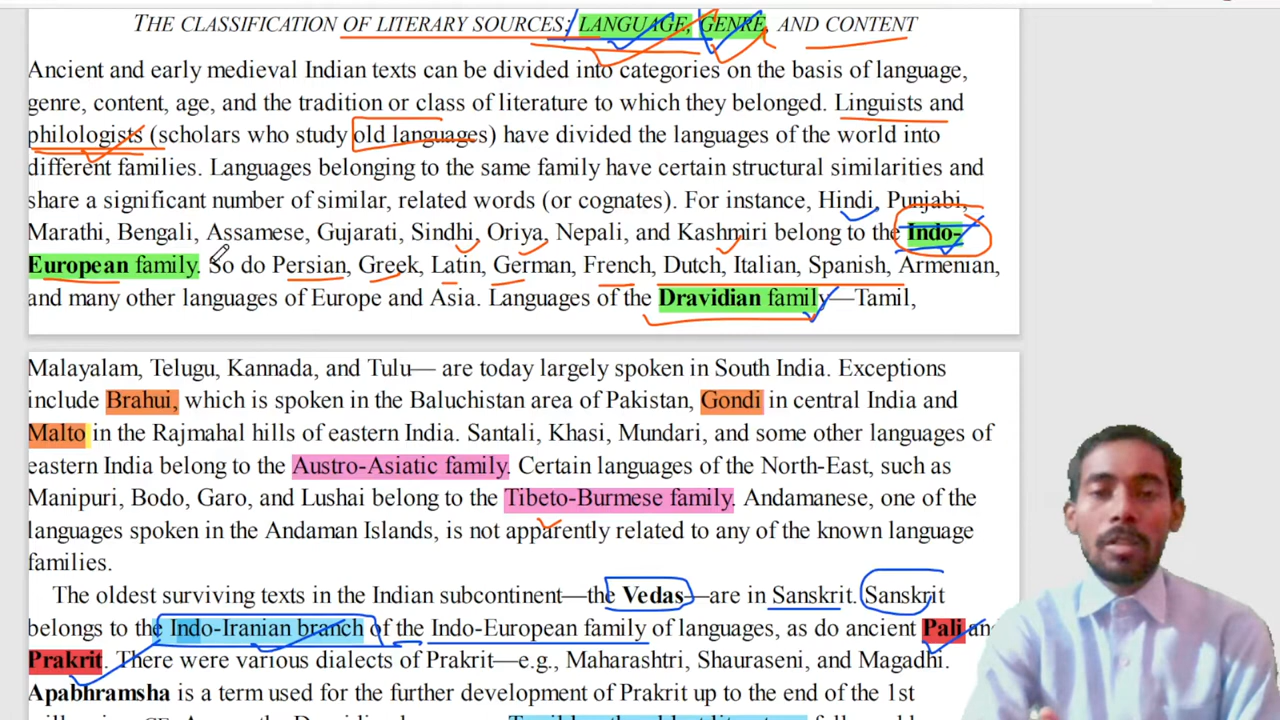 THE CLASSIFICATION OF LITERARY SOURCES: LANGUAGE, GENRE, AND CONTENT
Ancient and early medieval Indian texts can be divided into categories on the basis of language,
genre, content, age, and the tradition or class of literature to which they belonged. Linguists and
philologists (scholars who study old languages) have divided the languages of the world into
different families. Languages belonging to the same family have certain structural similarities and
share a significant number of similar, related words (or cognates). For instance, Hindi, Punjabi,
Marathi, Bengali, Assamese, Gujarati, Sindhi, Oriya, Nepali, and Kashmiri belong to the Indo-
European family. So do Persian, Greek, Latin, German, French, Dutch, Italian, Spanish, Armenian,
and many other languages of Europe and Asia. Languages of the Dravidian family—Tamil,
Malayalam, Telugu, Kannada, and Tulu— are today largely spoken in South India. Exceptions
include Brahui, which is spoken in the Baluchistan area of Pakistan, Gondi in central India and
Malto in the Rajmahal hills of eastern India. Santali, Khasi, Mundari, and some other languages of
eastern India belong to the Austro-Asiatic family. Certain languages of the North-East, such as
Manipuri, Bodo, Garo, and Lushai belong to the Tibeto-Burmese family. Andamanese, one of the
languages spoken in the Andaman Islands, is not apparently related to any of the known language
families.
The oldest surviving texts in the Indian subcontinent—the Vedas—are in Sanskrit. Sanskrit
belongs to the Indo-Iranian branch of the Indo-European family of languages, as do ancient Pali and
Prakrit. There were various dialects of Prakrit—e.g., Maharashtri, Shauraseni, and Magadhi.
Apabhramsha is a term used for the further development of Prakrit up to the end of the 1st